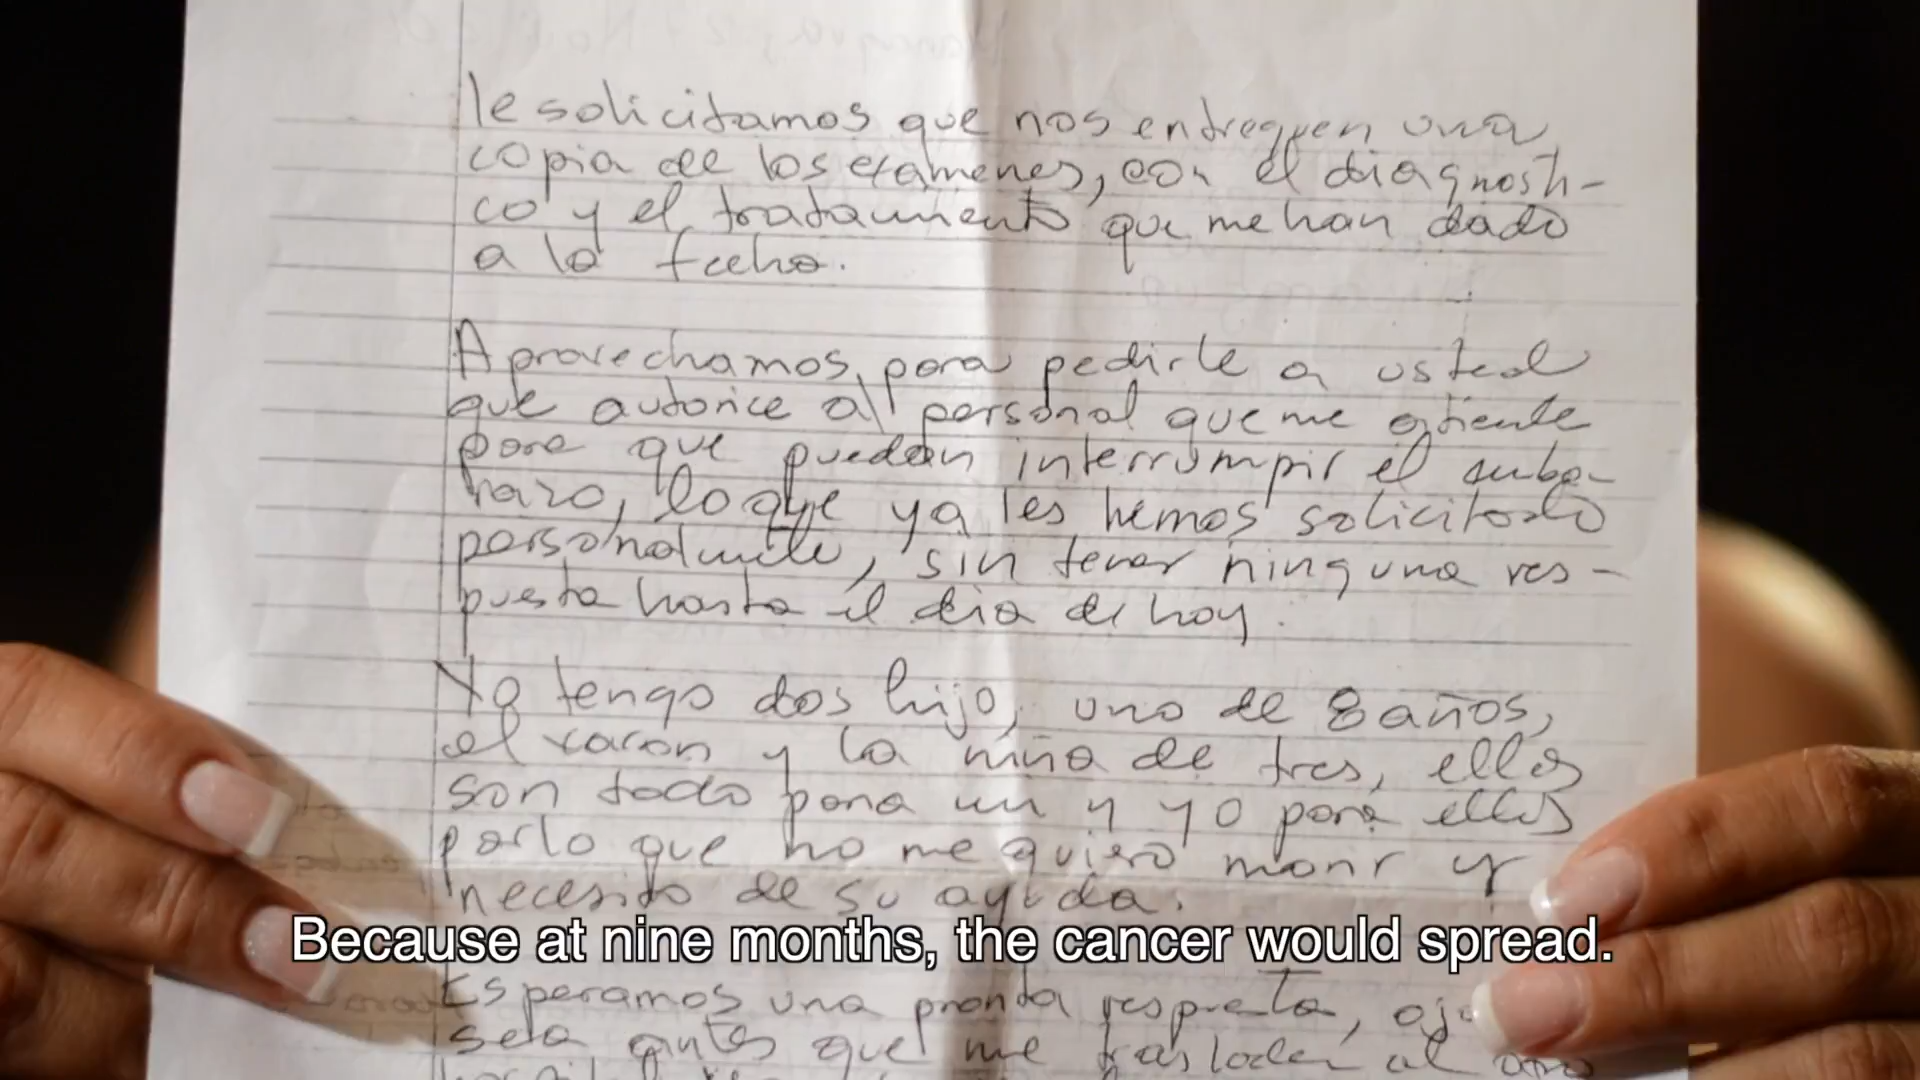 le solicitamos que nos entreguen una
copia de los examenes, con el diagnosti-
co y el tratamiento que me han dado
a la fecha.
Aprovechamos para pedirle a usted
que autorice al personal que me atiende
para que puedan interrumpir el emba-
razo, lo que ya les hemos solicitado
personalmente, sin tener ninguna res-
puesta hasta el dia de hoy.
Yo tengo dos hijo, uno de 8 años,
el varon y la niña de tres, ellos
son todo para mi y yo para ellos
por lo que no me quiero morir y
necesito de su ayuda.
Because at nine months, the cancer would spread.
Esperamos una pronta respuesta, oja
sea antes que me trasladen al otro